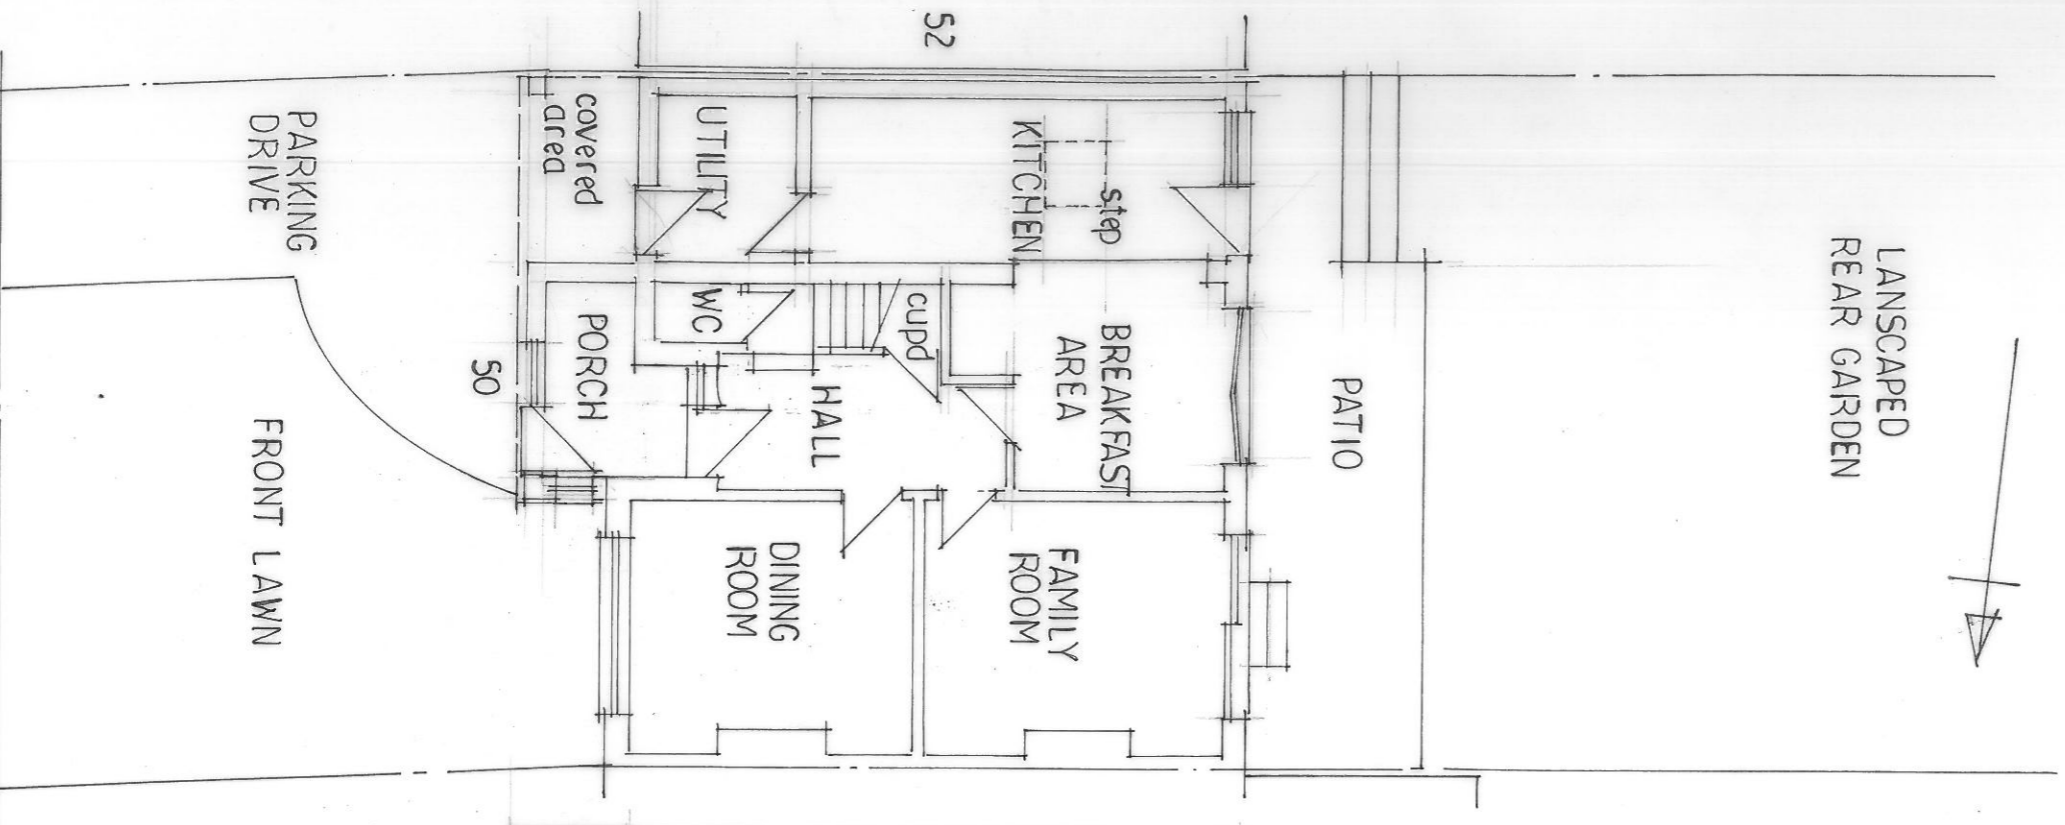 52
LANSCAPED
REAR GARDEN
PATIO
KITCHEN
step
UTILITY
covered
area
PARKING
DRIVE
BREAKFAST
AREA
cupd
WC
PORCH
HALL
50
FAMILY
ROOM
DINING
ROOM
FRONT LAWN